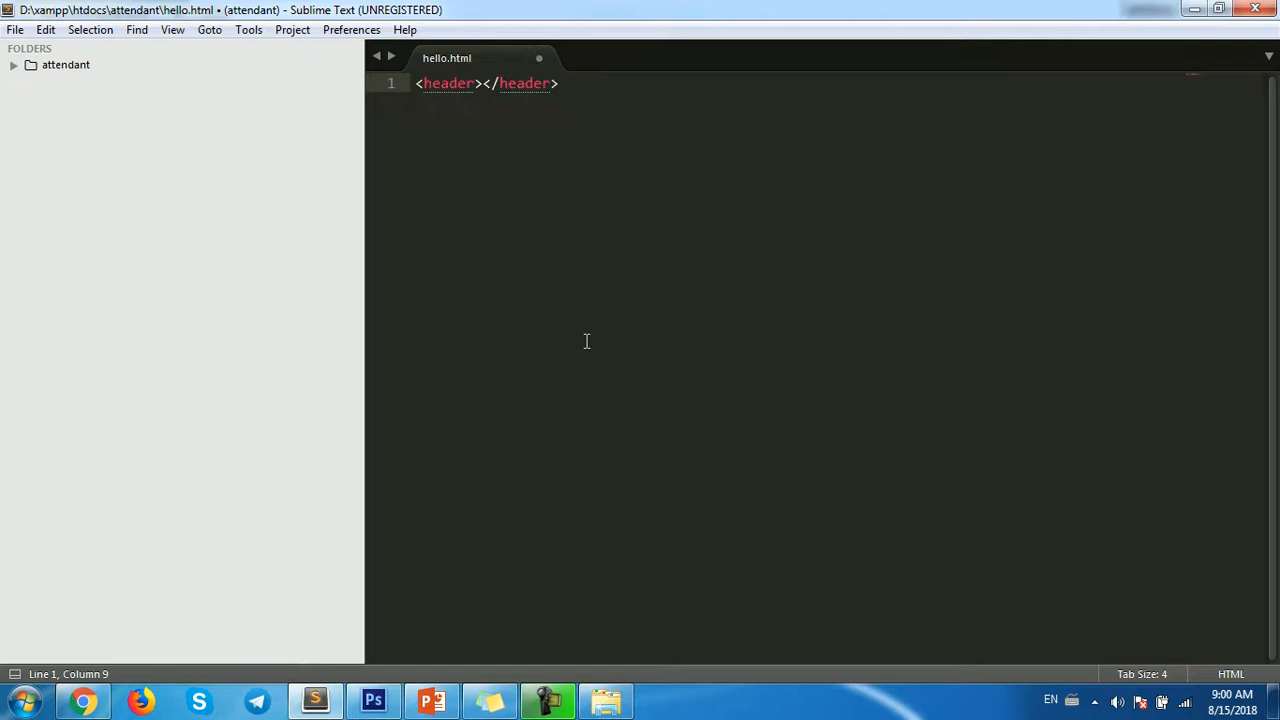 D:\xampp\htdocs\attendant\hello.html • (attendant) - Sublime Text (UNREGISTERED)
File Edit Selection Find View Goto Tools Project Preferences Help
FOLDERS
attendant
hello.html
1 <header></header>
Line 1, Column 9
Tab Size: 4
HTML
EN
9:00 AM
8/15/2018